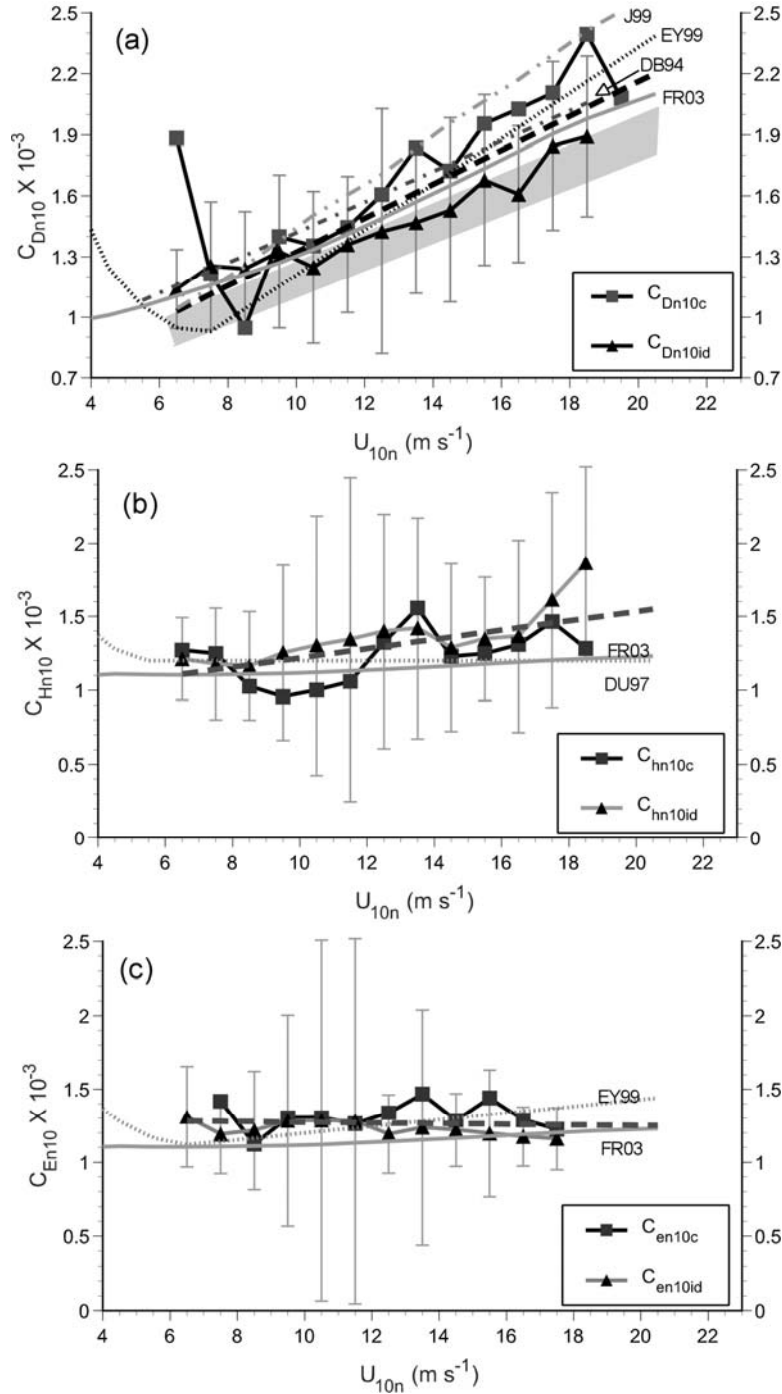 (a)
2.5
2.2
1.9
1.6
1.3
1
0.7
C_Dn10 X 10^-3
J99
EY99
DB94
FR03
2.5
2.2
1.9
1.6
1.3
1
0.7
C_Dn10c
C_Dn10id
4 6 8 10 12 14 16 18 20 22
U_10n (m s^-1)
(b)
2.5
2
1.5
1
0.5
0
C_Hn10 X 10^-3
FR03
DU97
2.5
2
1.5
1
0.5
0
C_hn10c
C_hn10id
4 6 8 10 12 14 16 18 20 22
U_10n (m s^-1)
(c)
2.5
2
1.5
1
0.5
0
C_En10 X 10^-3
EY99
FR03
2.5
2
1.5
1
0.5
0
C_en10c
C_en10id
4 6 8 10 12 14 16 18 20 22
U_10n (m s^-1)